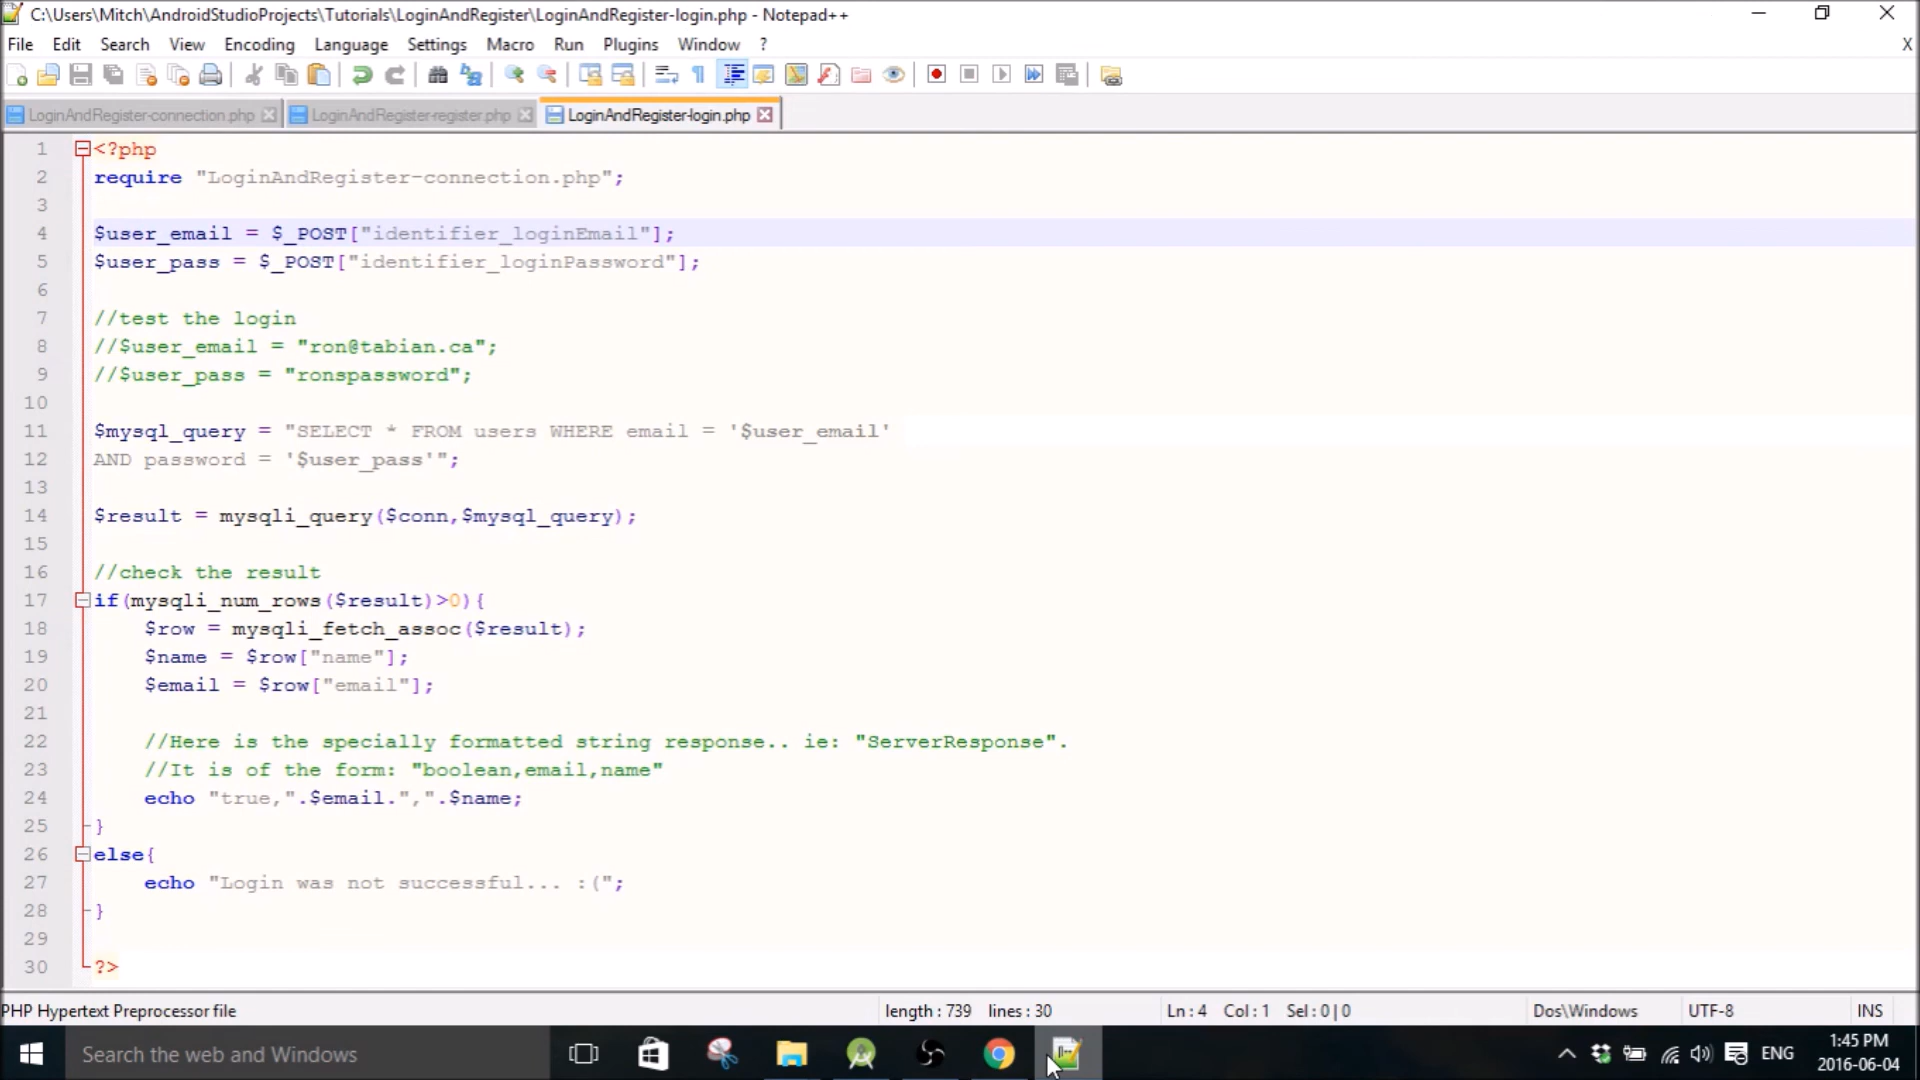 C:\Users\Mitch\AndroidStudioProjects\Tutorials\LoginAndRegister\LoginAndRegister-login.php - Notepad++
File Edit Search View Encoding Language Settings Macro Run Plugins Window ?
X
LoginAndRegister-connection.php LoginAndRegister-register.php LoginAndRegister-login.php
1 <?php
2 require "LoginAndRegister-connection.php";
3
4 $user_email = $_POST["identifier_loginEmail"];
5 $user_pass = $_POST["identifier_loginPassword"];
6
7 //test the login
8 //$user_email = "ron@tabian.ca";
9 //$user_pass = "ronspassword";
10
11 $mysql_query = "SELECT * FROM users WHERE email = '$user_email'
12 AND password = '$user_pass'";
13
14 $result = mysqli_query($conn,$mysql_query);
15
16 //check the result
17 if(mysqli_num_rows($result)>0){
18 $row = mysqli_fetch_assoc($result);
19 $name = $row["name"];
20 $email = $row["email"];
21
22 //Here is the specially formatted string response.. ie: "ServerResponse".
23 //It is of the form: "boolean,email,name"
24 echo "true,".$email.",".$name;
25 }
26 else{
27 echo "Login was not successful... :(";
28 }
29
30 ?>
PHP Hypertext Preprocessor file length : 739 lines : 30 Ln : 4 Col : 1 Sel : 0 | 0 Dos\Windows UTF-8 INS
Search the web and Windows ENG 1:45 PM
2016-06-04